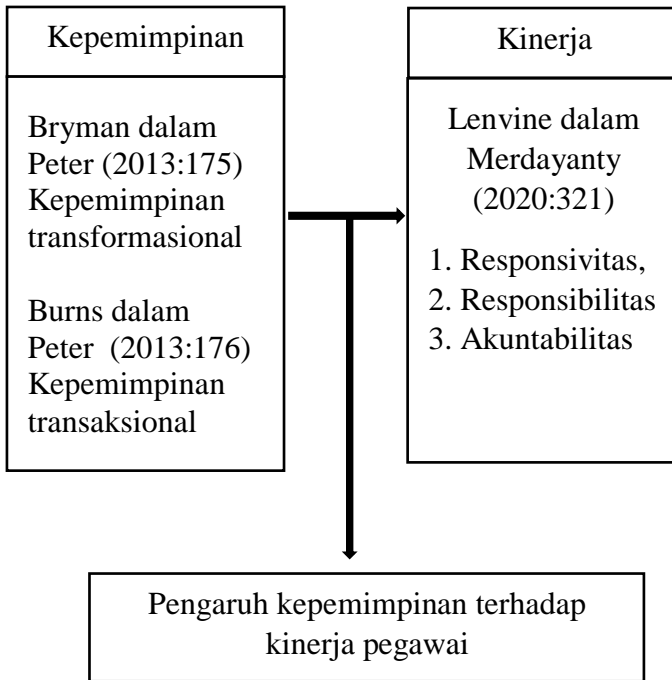 Kepemimpinan
Bryman dalam
Peter (2013:175)
Kepemimpinan
transformasional
Burns dalam
Peter (2013:176)
Kepemimpinan
transaksional
Kinerja
Lenvine dalam
Merdayanty
(2020:321)
1. Responsivitas,
2. Responsibilitas
3. Akuntabilitas
Pengaruh kepemimpinan terhadap
kinerja pegawai